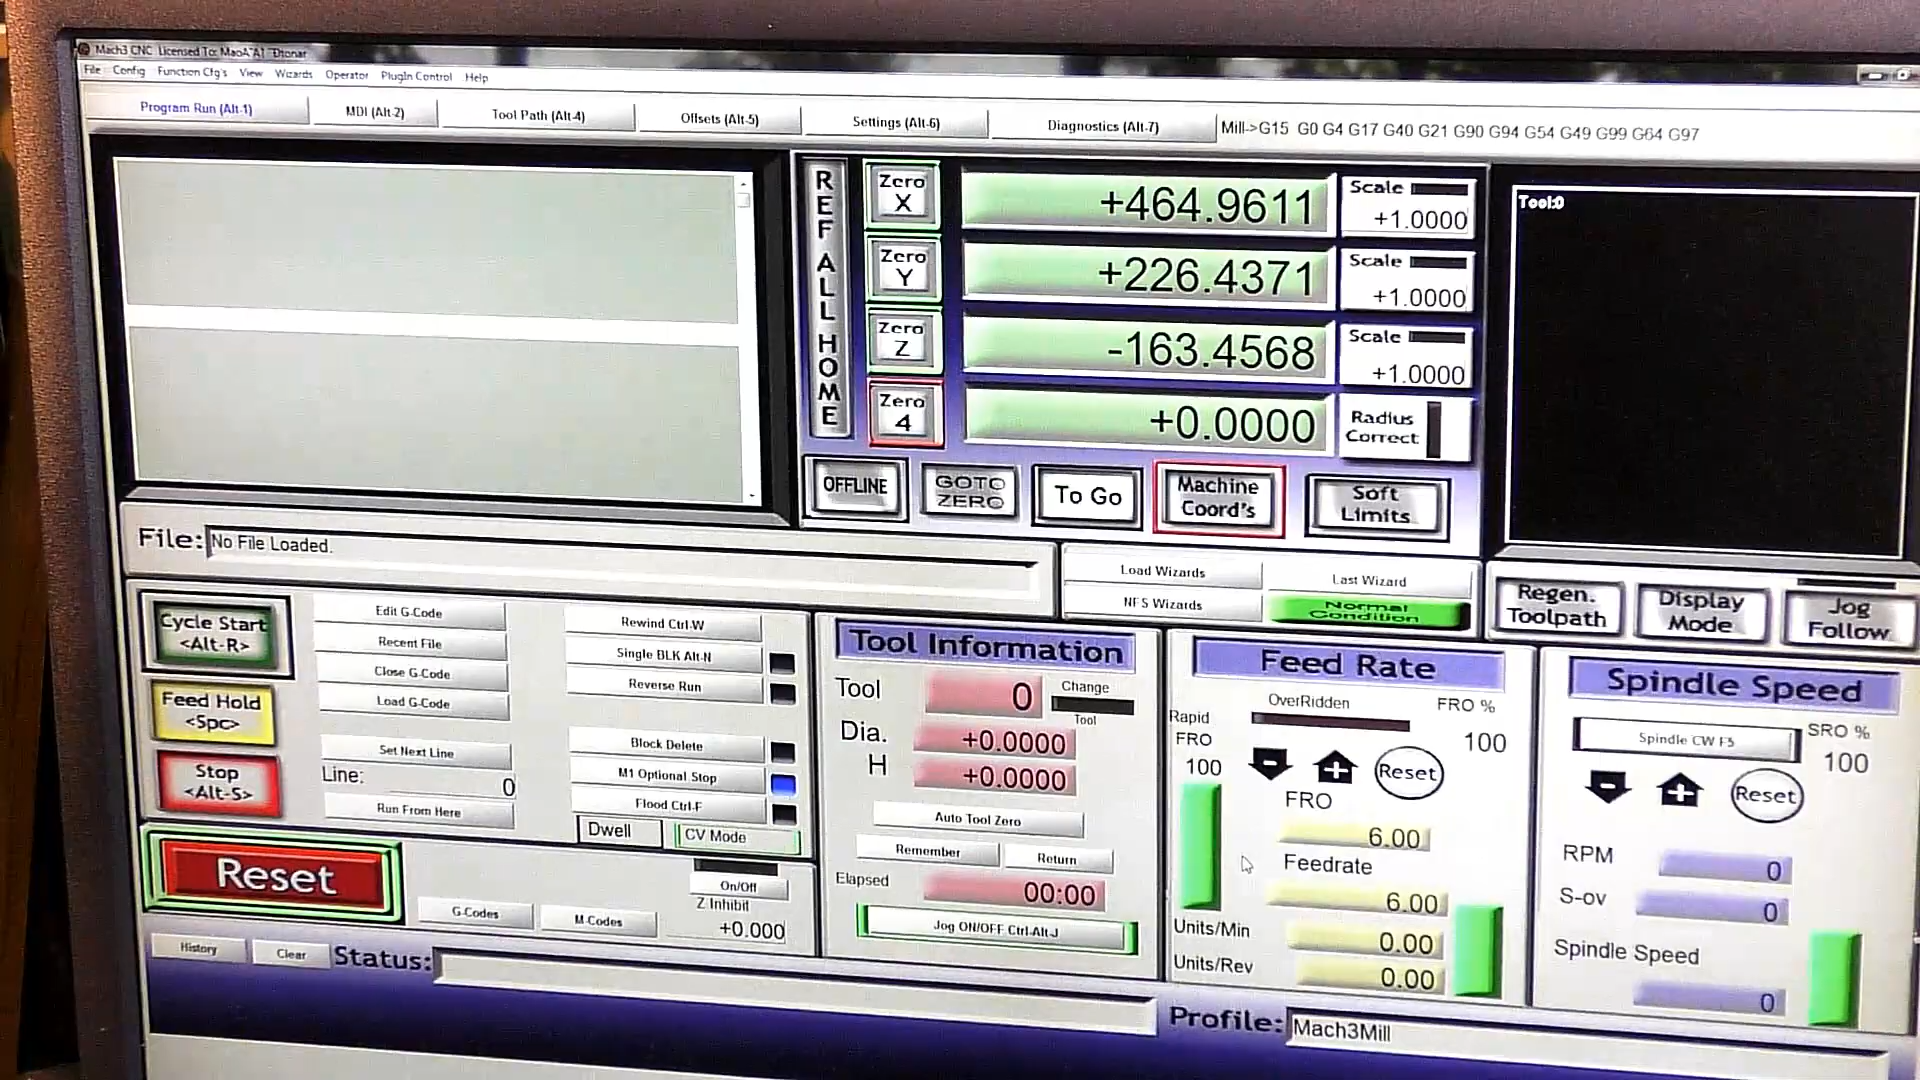 Mach3 CNC Licensed To:
File Config Function Cfg's View Wizards Operator PlugIn Control Help
Program Run (Alt-1) MDI (Alt-2) Tool Path (Alt-4) Offsets (Alt-5) Settings (Alt-6) Diagnostics (Alt-7) Mill->G15 G0 G4 G17 G40 G21 G90 G94 G54 G49 G99 G64 G97
REF ALL HOME
Zero X +464.9611 Scale +1.0000
Zero Y +226.4371 Scale +1.0000
Zero Z -163.4568 Scale +1.0000
Zero 4 +0.0000 Radius Correct
Tool:0
OFFLINE GOTO ZERO To Go Machine Coord's Soft Limits
File: No File Loaded.
Load Wizards Last Wizard
NFS Wizards Normal Condition
Regen. Toolpath Display Mode Jog Follow
Cycle Start <Alt-R>
Feed Hold <Spc>
Stop <Alt-S>
Edit G-Code
Recent File
Close G-Code
Load G-Code
Set Next Line
Line: 0
Run From Here
Rewind Ctrl-W
Single BLK Alt-N
Reverse Run
Block Delete
M1 Optional Stop
Flood Ctrl-F
Dwell CV Mode
Reset
G-Codes M-Codes
On/Off
Z Inhibit
+0.000
Tool Information
Tool 0 Change Tool
Dia. +0.0000
H +0.0000
Auto Tool Zero
Remember Return
Elapsed 00:00
Jog ON/OFF Ctrl-Alt-J
Feed Rate
OverRidden FRO %
Rapid FRO 100
100
Reset
FRO
6.00
Feedrate
6.00
Units/Min 0.00
Units/Rev 0.00
Spindle Speed
Spindle CW F5 SRO %
100
Reset
RPM 0
S-ov 0
Spindle Speed
0
History Clear Status:
Profile: Mach3Mill